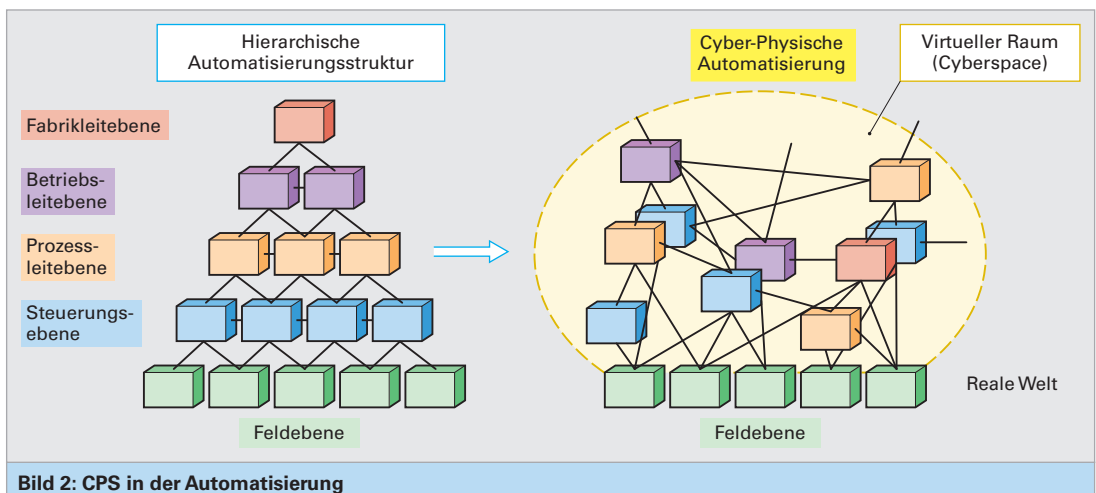 Hierarchische
Automatisierungsstruktur
Cyber-Physische
Automatisierung
Virtueller Raum
(Cyberspace)
Fabrikleitebene
Betriebs-
leitebene
Prozess-
leitebene
Steuerungs-
ebene
Feldebene
Feldebene
Reale Welt
Bild 2: CPS in der Automatisierung